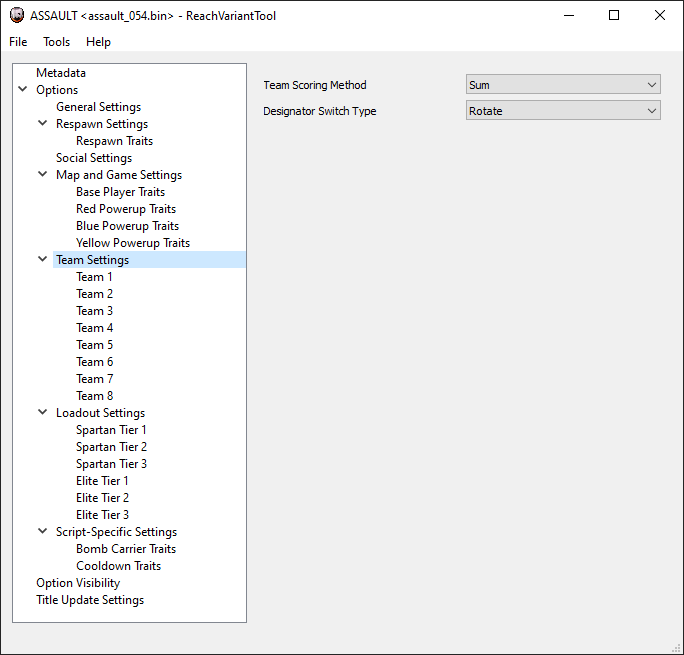 ASSAULT <assault_054.bin> - ReachVariantTool
File Tools Help
Metadata
Options
General Settings
Respawn Settings
Respawn Traits
Social Settings
Map and Game Settings
Base Player Traits
Red Powerup Traits
Blue Powerup Traits
Yellow Powerup Traits
Team Settings
Team 1
Team 2
Team 3
Team 4
Team 5
Team 6
Team 7
Team 8
Loadout Settings
Spartan Tier 1
Spartan Tier 2
Spartan Tier 3
Elite Tier 1
Elite Tier 2
Elite Tier 3
Script-Specific Settings
Bomb Carrier Traits
Cooldown Traits
Option Visibility
Title Update Settings
Team Scoring Method Sum
Designator Switch Type Rotate